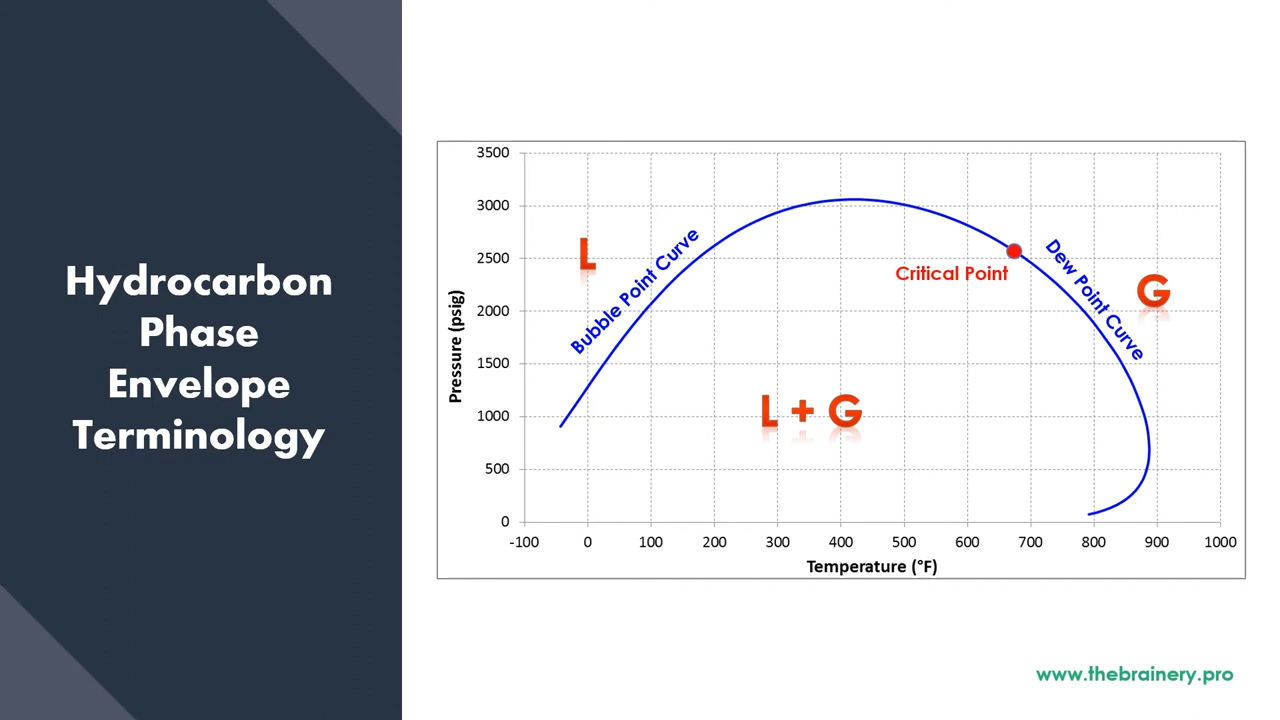 Hydrocarbon
Phase
Envelope
Terminology
3500
3000
2500
2000
1500
1000
500
0
Pressure (psig)
-100 0 100 200 300 400 500 600 700 800 900 1000
Temperature (°F)
L
Bubble Point Curve
Critical Point
Dew Point Curve
G
L + G
www.thebrainery.pro